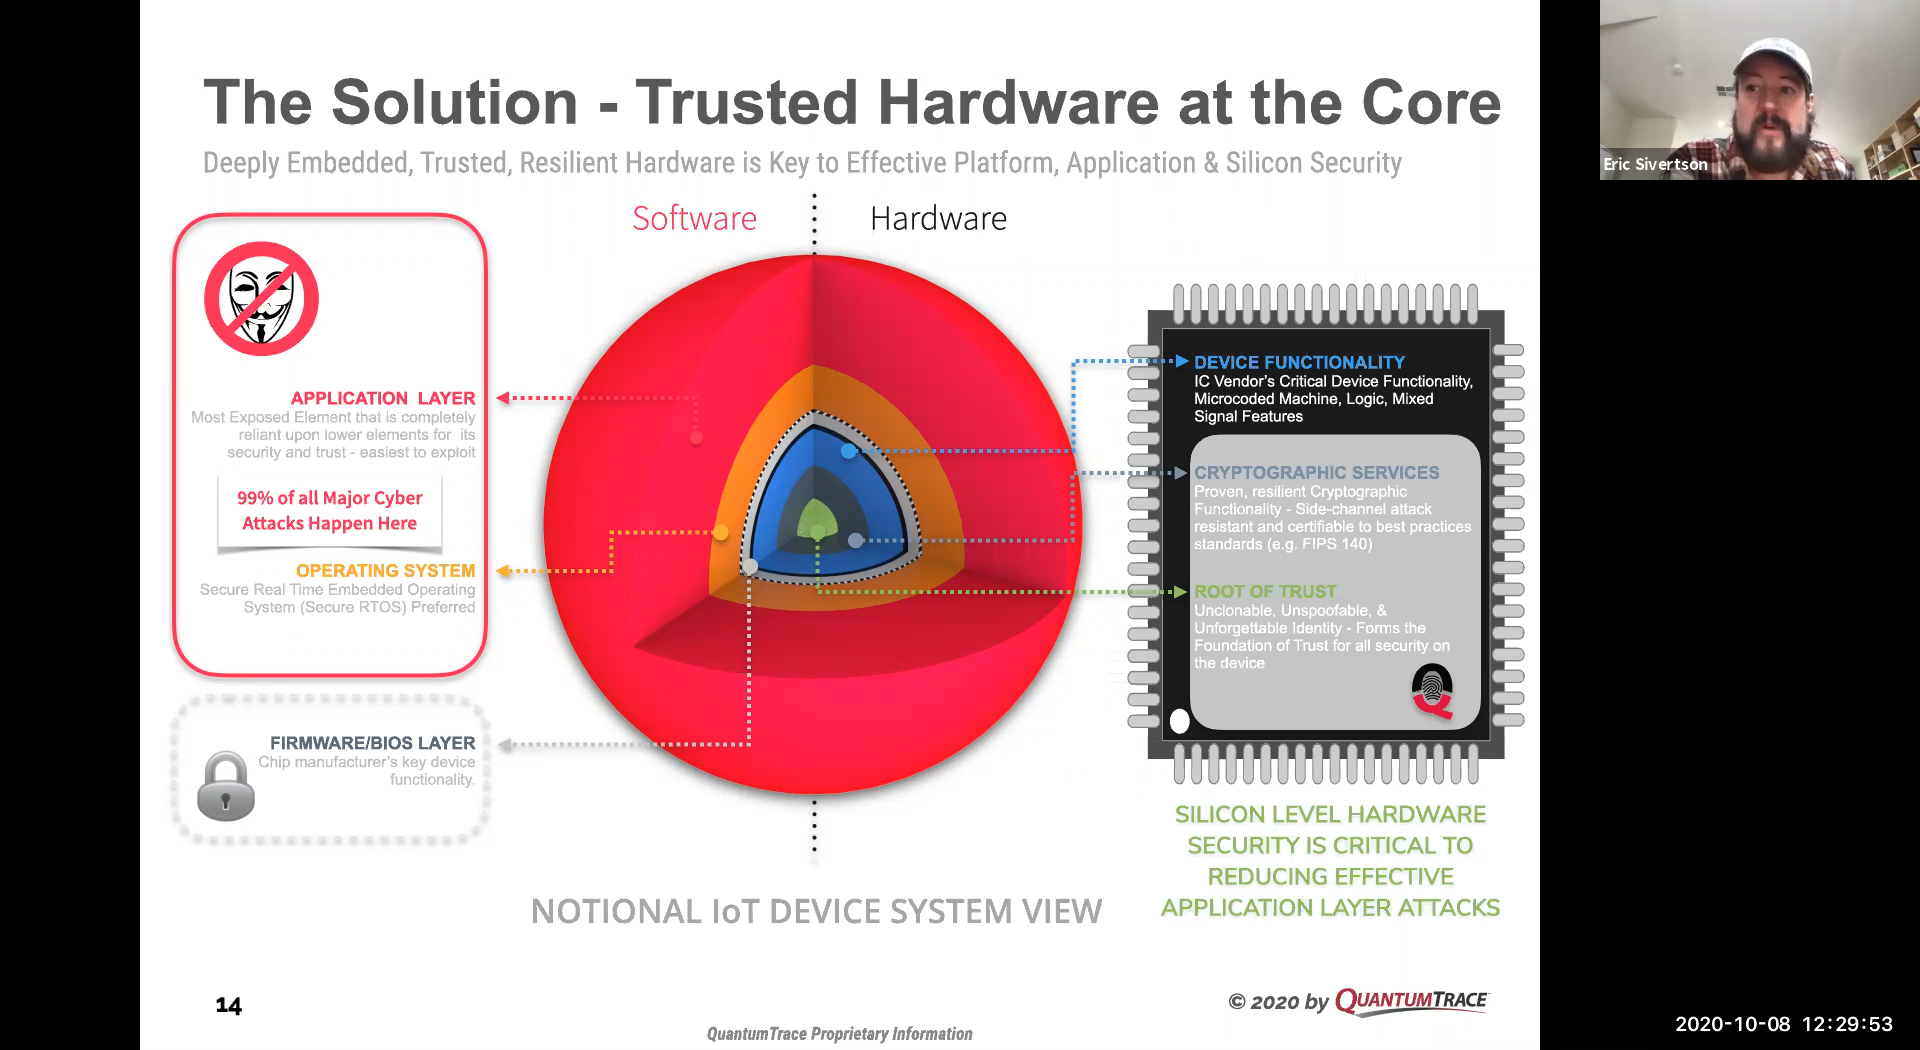 The Solution - Trusted Hardware at the Core
Deeply Embedded, Trusted, Resilient Hardware is Key to Effective Platform, Application & Silicon Security
Eric Sivertson
Software
Hardware
APPLICATION LAYER
Most Exposed Element that is completely
reliant upon lower elements for its
security and trust - easiest to exploit
99% of all Major Cyber
Attacks Happen Here
OPERATING SYSTEM
Secure Real Time Embedded Operating
System (Secure RTOS) Preferred
FIRMWARE/BIOS LAYER
Chip manufacturer's key device
functionality.
DEVICE FUNCTIONALITY
IC Vendor's Critical Device Functionality,
Microcoded Machine, Logic, Mixed
Signal Features
CRYPTOGRAPHIC SERVICES
Proven, resilient Cryptographic
Functionality - Side-channel attack
resistant and certifiable to best practices
standards (e.g. FIPS 140)
ROOT OF TRUST
Unclonable, Unspoofable, &
Unforgettable Identity - Forms the
Foundation of Trust for all security on
the device
SILICON LEVEL HARDWARE
SECURITY IS CRITICAL TO
REDUCING EFFECTIVE
APPLICATION LAYER ATTACKS
NOTIONAL IoT DEVICE SYSTEM VIEW
14
© 2020 by QUANTUMTRACE
QuantumTrace Proprietary Information
2020-10-08 12:29:53